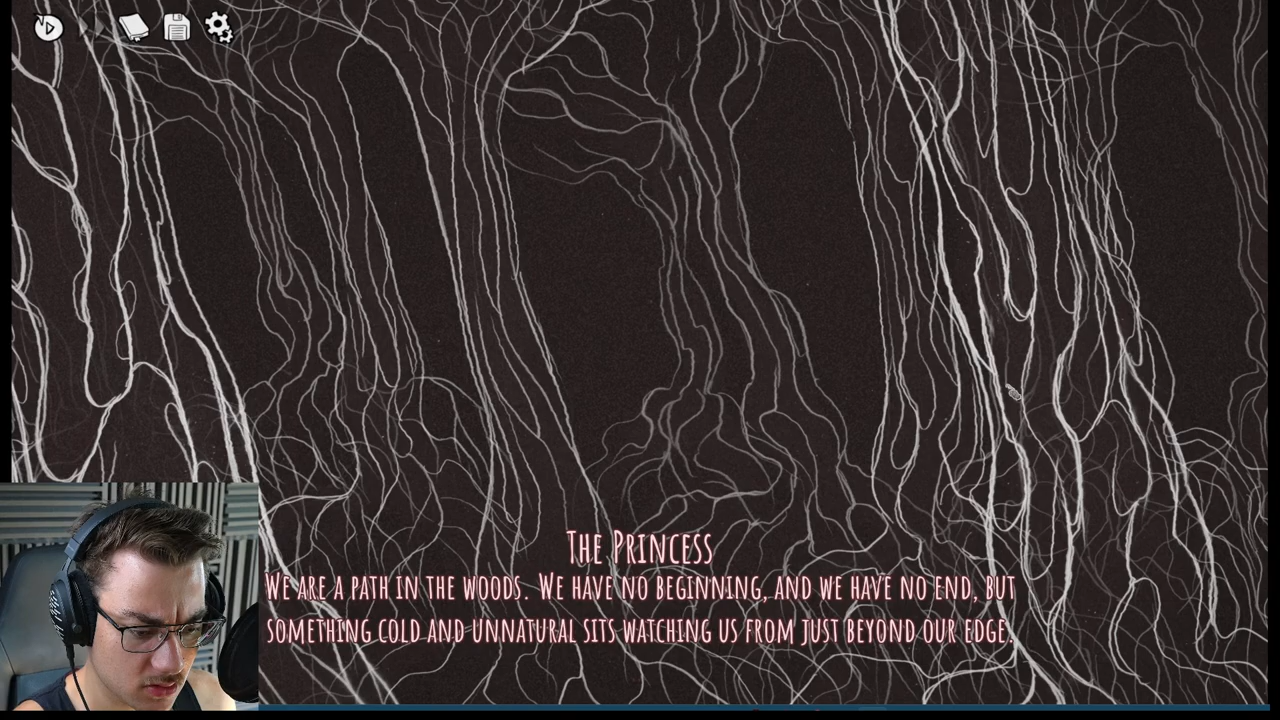 The Princess
We are a path in the woods. We have no beginning, and we have no end, but
something cold and unnatural sits watching us from just beyond our edge.